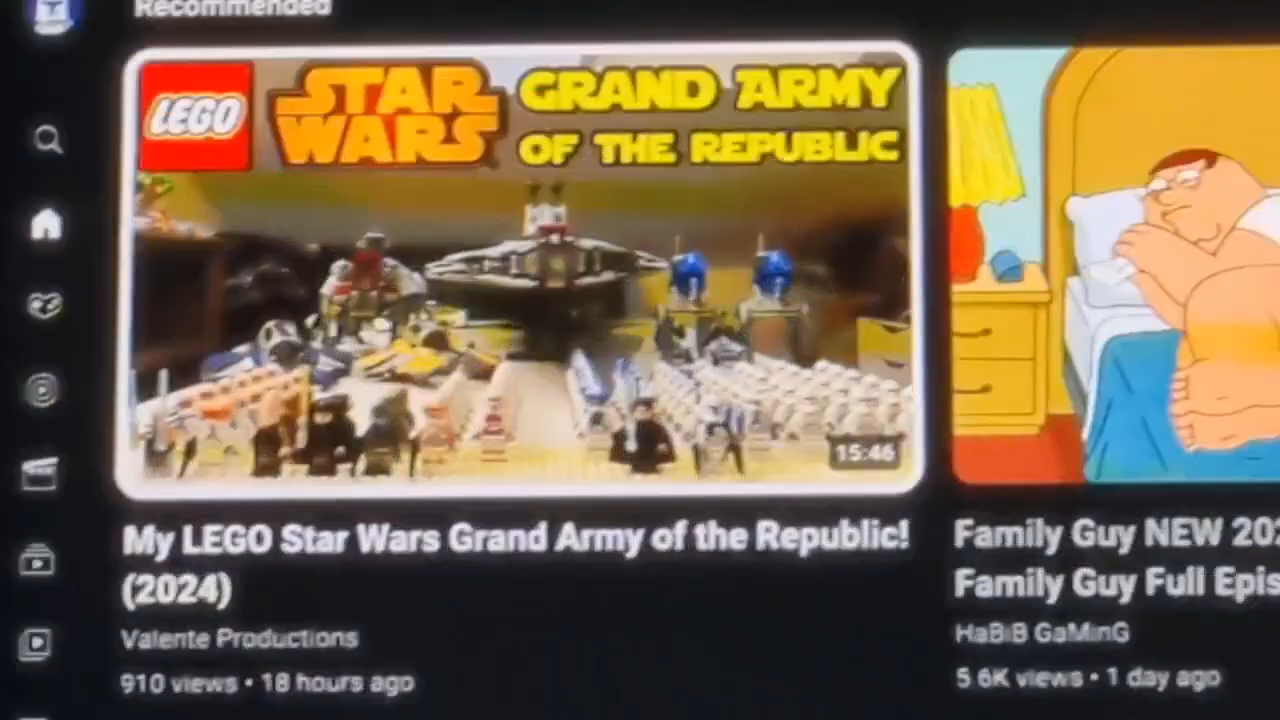 Recommended
LEGO
STAR WARS
GRAND ARMY
OF THE REPUBLIC
15:46
My LEGO Star Wars Grand Army of the Republic!
(2024)
Valente Productions
910 views • 18 hours ago
Family Guy NEW 202
Family Guy Full Epis
HaBiB GaMinG
5.6K views • 1 day ago